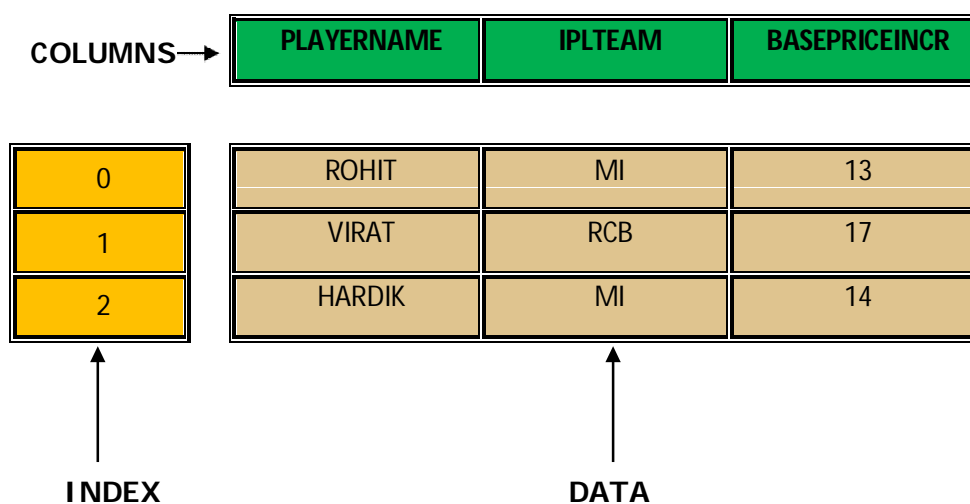 COLUMNS PLAYERNAME IPLTEAM BASEPRICEINCR
0 ROHIT MI 13
1 VIRAT RCB 17
2 HARDIK MI 14
INDEX DATA